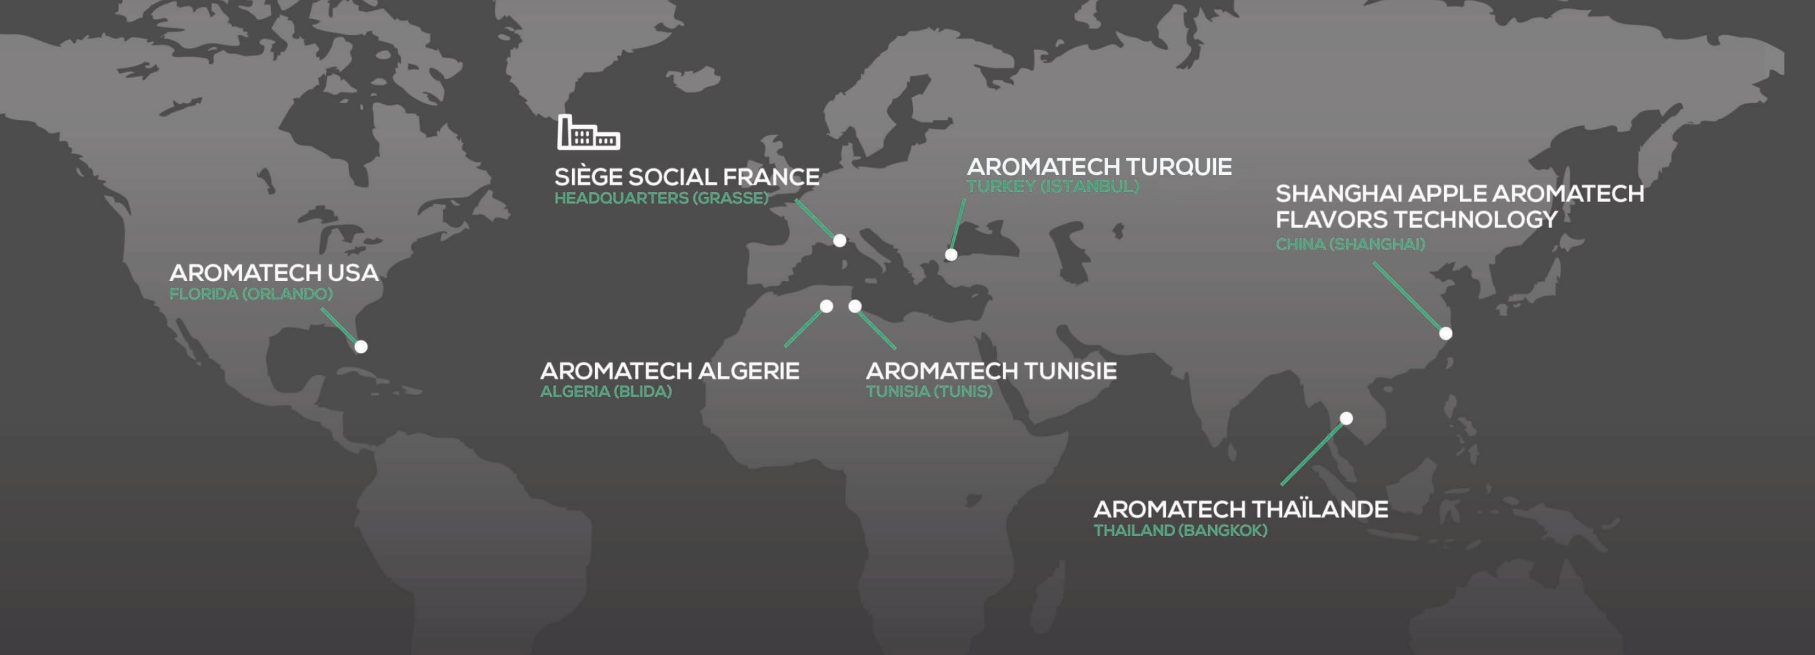 SIÈGE SOCIAL FRANCE
HEADQUARTERS (GRASSE)
AROMATECH TURQUIE
TURKEY (ISTANBUL)
SHANGHAI APPLE AROMATECH
FLAVORS TECHNOLOGY
CHINA (SHANGHAI)
AROMATECH USA
FLORIDA (ORLANDO)
AROMATECH ALGERIE
ALGERIA (BLIDA)
AROMATECH TUNISIE
TUNISIA (TUNIS)
AROMATECH THAÏLANDE
THAILAND (BANGKOK)